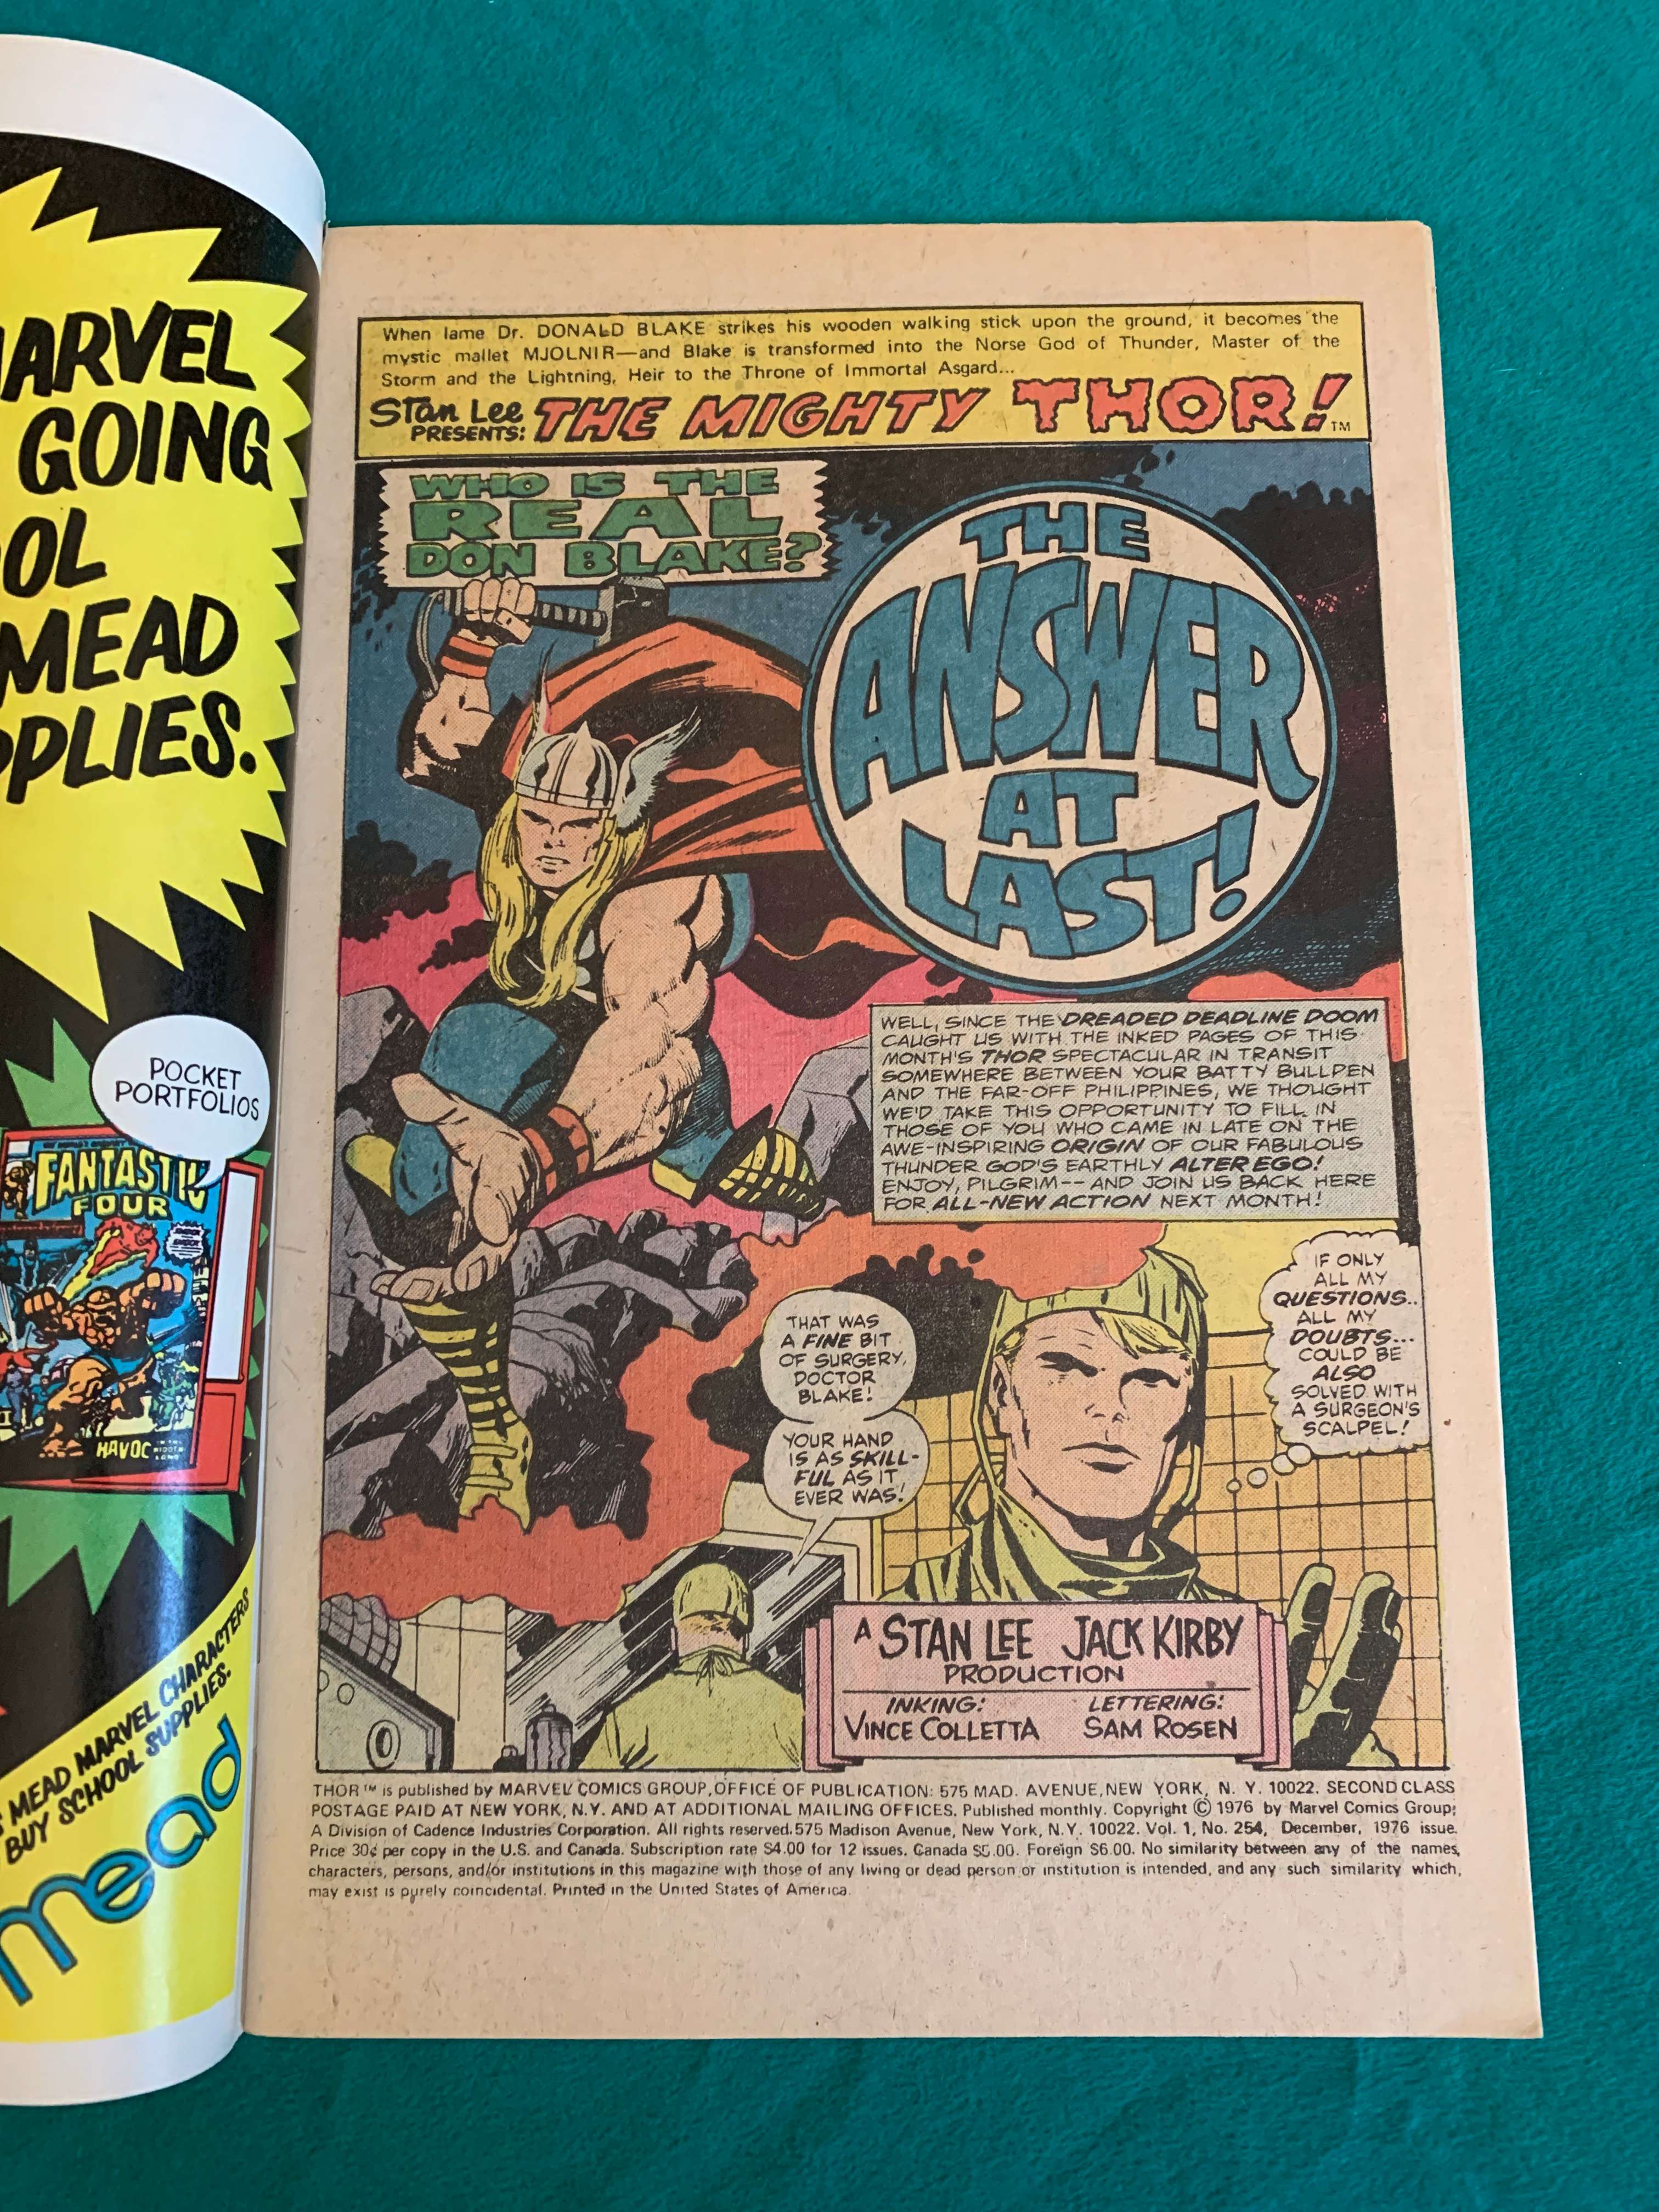 ARVEL
GOING
OL
MEAD
PPLIES.
POCKET
PORTFOLIOS
FANTASTIC
FOUR
HAVOC
MEAD MARVEL CHARACTERS
BUY SCHOOL SUPPLIES.
mead
When lame Dr. DONALD BLAKE strikes his wooden walking stick upon the ground, it becomes the
mystic mallet MJOLNIR—and Blake is transformed into the Norse God of Thunder, Master of the
Storm and the Lightning, Heir to the Throne of Immortal Asgard...
Stan Lee
PRESENTS:
THE MIGHTY THOR! TM
WHO IS THE
REAL
DON BLAKE?
THE
ANSWER
AT
LAST!
WELL, SINCE THE DREADED DEADLINE DOOM
CAUGHT US WITH THE INKED PAGES OF THIS
MONTH'S THOR SPECTACULAR IN TRANSIT
SOMEWHERE BETWEEN YOUR BATTY BULLPEN
AND THE FAR-OFF PHILIPPINES, WE THOUGHT
WE'D TAKE THIS OPPORTUNITY TO FILL IN
THOSE OF YOU WHO CAME IN LATE ON THE
AWE-INSPIRING ORIGIN OF OUR FABULOUS
THUNDER GOD'S EARTHLY ALTER EGO!
ENJOY, PILGRIM-- AND JOIN US BACK HERE
FOR ALL-NEW ACTION NEXT MONTH!
THAT WAS
A FINE BIT
OF SURGERY,
DOCTOR
BLAKE!
YOUR HAND
IS AS SKILL-
FUL AS IT
EVER WAS!
IF ONLY
ALL MY
QUESTIONS..
ALL MY
DOUBTS...
COULD BE
ALSO
SOLVED WITH
A SURGEON'S
SCALPEL!
A STAN LEE JACK KIRBY
PRODUCTION
INKING: LETTERING:
VINCE COLLETTA SAM ROSEN
THOR™ is published by MARVEL COMICS GROUP, OFFICE OF PUBLICATION: 575 MAD. AVENUE, NEW YORK, N. Y. 10022. SECOND CLASS
POSTAGE PAID AT NEW YORK, N.Y. AND AT ADDITIONAL MAILING OFFICES. Published monthly. Copyright © 1976 by Marvel Comics Group;
A Division of Cadence Industries Corporation. All rights reserved. 575 Madison Avenue, New York, N.Y. 10022. Vol. 1, No. 254, December, 1976 issue.
Price 30¢ per copy in the U.S. and Canada. Subscription rate $4.00 for 12 issues. Canada $5.00. Foreign $6.00. No similarity between any of the names,
characters, persons, and/or institutions in this magazine with those of any living or dead person or institution is intended, and any such similarity which,
may exist is purely coincidental. Printed in the United States of America.